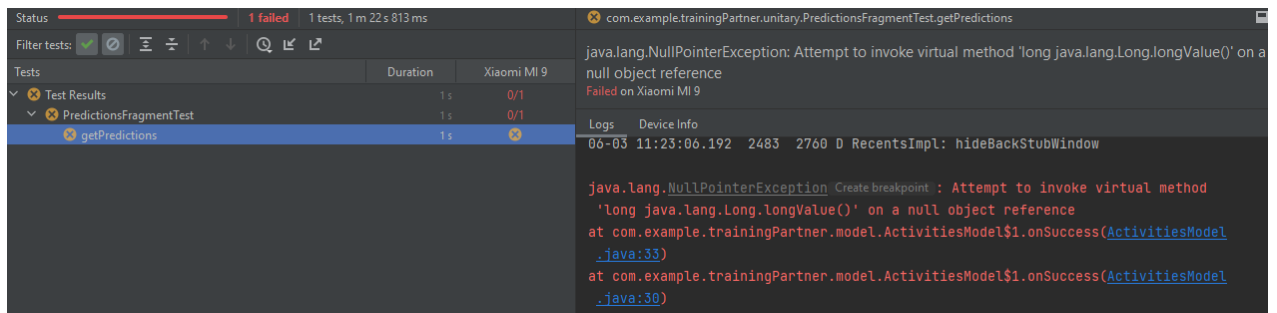 Status 1 failed 1 tests, 1 m 22 s 813 ms
Filter tests:
Tests Duration Xiaomi MI 9
Test Results 1 s 0/1
PredictionsFragmentTest 1 s 0/1
getPredictions 1 s
com.example.trainingPartner.unitary.PredictionsFragmentTest.getPredictions
java.lang.NullPointerException: Attempt to invoke virtual method 'long java.lang.Long.longValue()' on a
null object reference
Failed on Xiaomi MI 9
Logs Device Info
06-03 11:23:06.192 2483 2760 D RecentsImpl: hideBackStubWindow
java.lang.NullPointerException Create breakpoint : Attempt to invoke virtual method
'long java.lang.Long.longValue()' on a null object reference
at com.example.trainingPartner.model.ActivitiesModel$1.onSuccess(ActivitiesModel
.java:33)
at com.example.trainingPartner.model.ActivitiesModel$1.onSuccess(ActivitiesModel
.java:30)